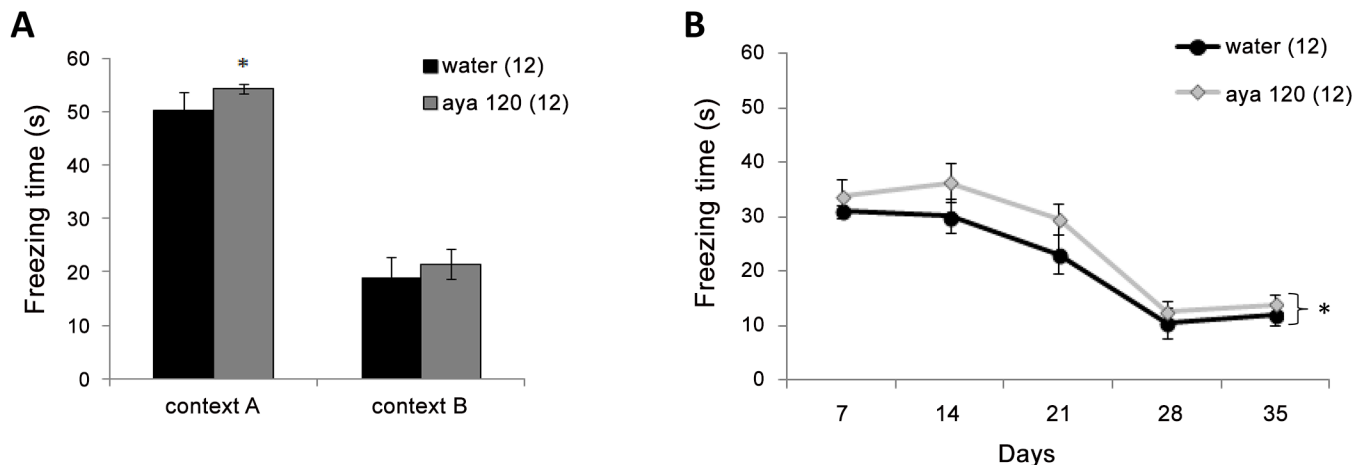 A
Freezing time (s)
60
50
40
30
20
10
0
*
water (12)
aya 120 (12)
context A
context B
B
Freezing time (s)
60
50
40
30
20
10
0
water (12)
aya 120 (12)
*
7 14 21 28 35
Days